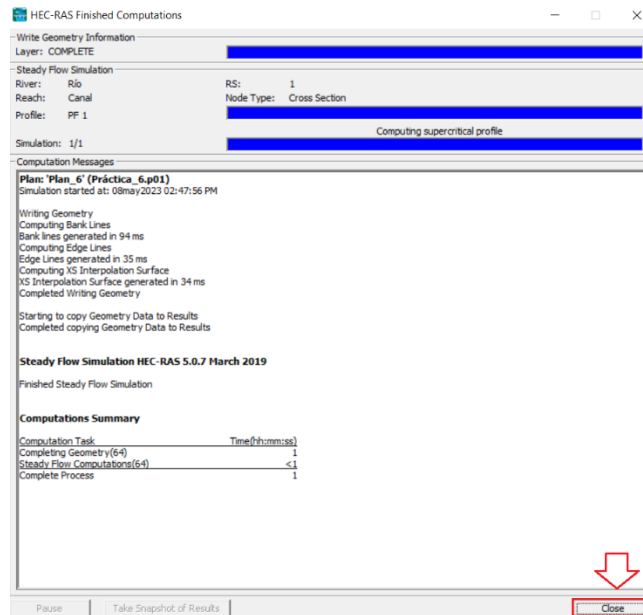 HEC-RAS Finished Computations
Write Geometry Information
Layer: COMPLETE
Steady Flow Simulation
River: Río RS: 1
Reach: Canal Node Type: Cross Section
Profile: PF 1
Computing supercritical profile
Simulation: 1/1
Computation Messages
Plan: 'Plan_6' (Práctica_6.p01)
Simulation started at: 08may2023 02:47:56 PM
Writing Geometry
Computing Bank Lines
Bank lines generated in 94 ms
Computing Edge Lines
Edge Lines generated in 35 ms
Computing XS Interpolation Surface
XS Interpolation Surface generated in 34 ms
Completed Writing Geometry
Starting to copy Geometry Data to Results
Completed copying Geometry Data to Results
Steady Flow Simulation HEC-RAS 5.0.7 March 2019
Finished Steady Flow Simulation
Computations Summary
Computation Task Time(hh:mm:ss)
Completing Geometry(64) 1
Steady Flow Computations(64) <1
Complete Process 1
Pause Take Snapshot of Results Close